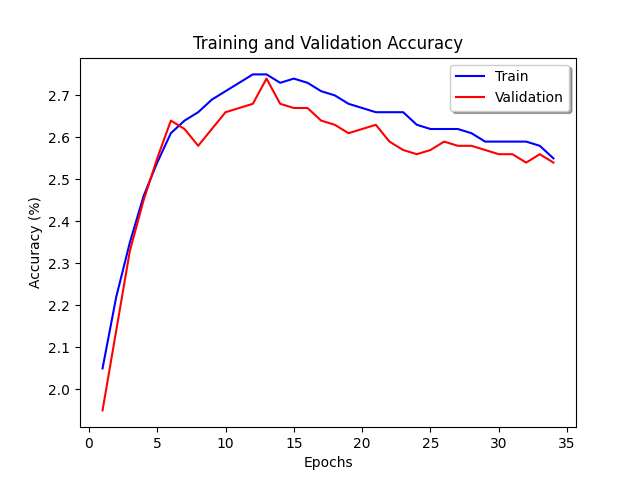 Training and Validation Accuracy
Train
Validation
2.7
2.6
2.5
2.4
2.3
2.2
2.1
2.0
Accuracy (%)
0 5 10 15 20 25 30 35
Epochs